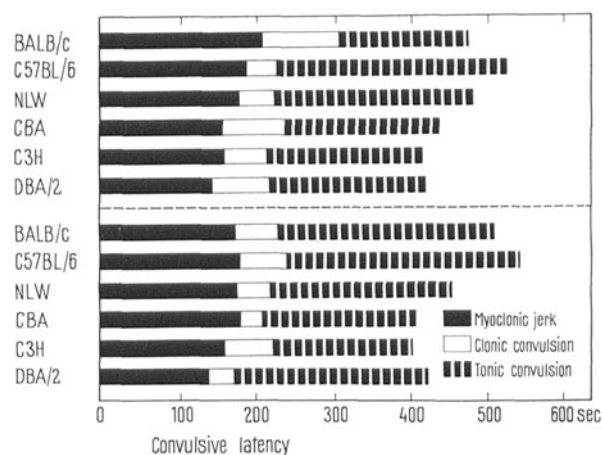 BALB/c
C57BL/6
NLW
CBA
C3H
DBA/2
BALB/c
C57BL/6
NLW
CBA
C3H
DBA/2
Myoclonic jerk
Clonic convulsion
Tonic convulsion
0 100 200 300 400 500 600 sec
Convulsive latency